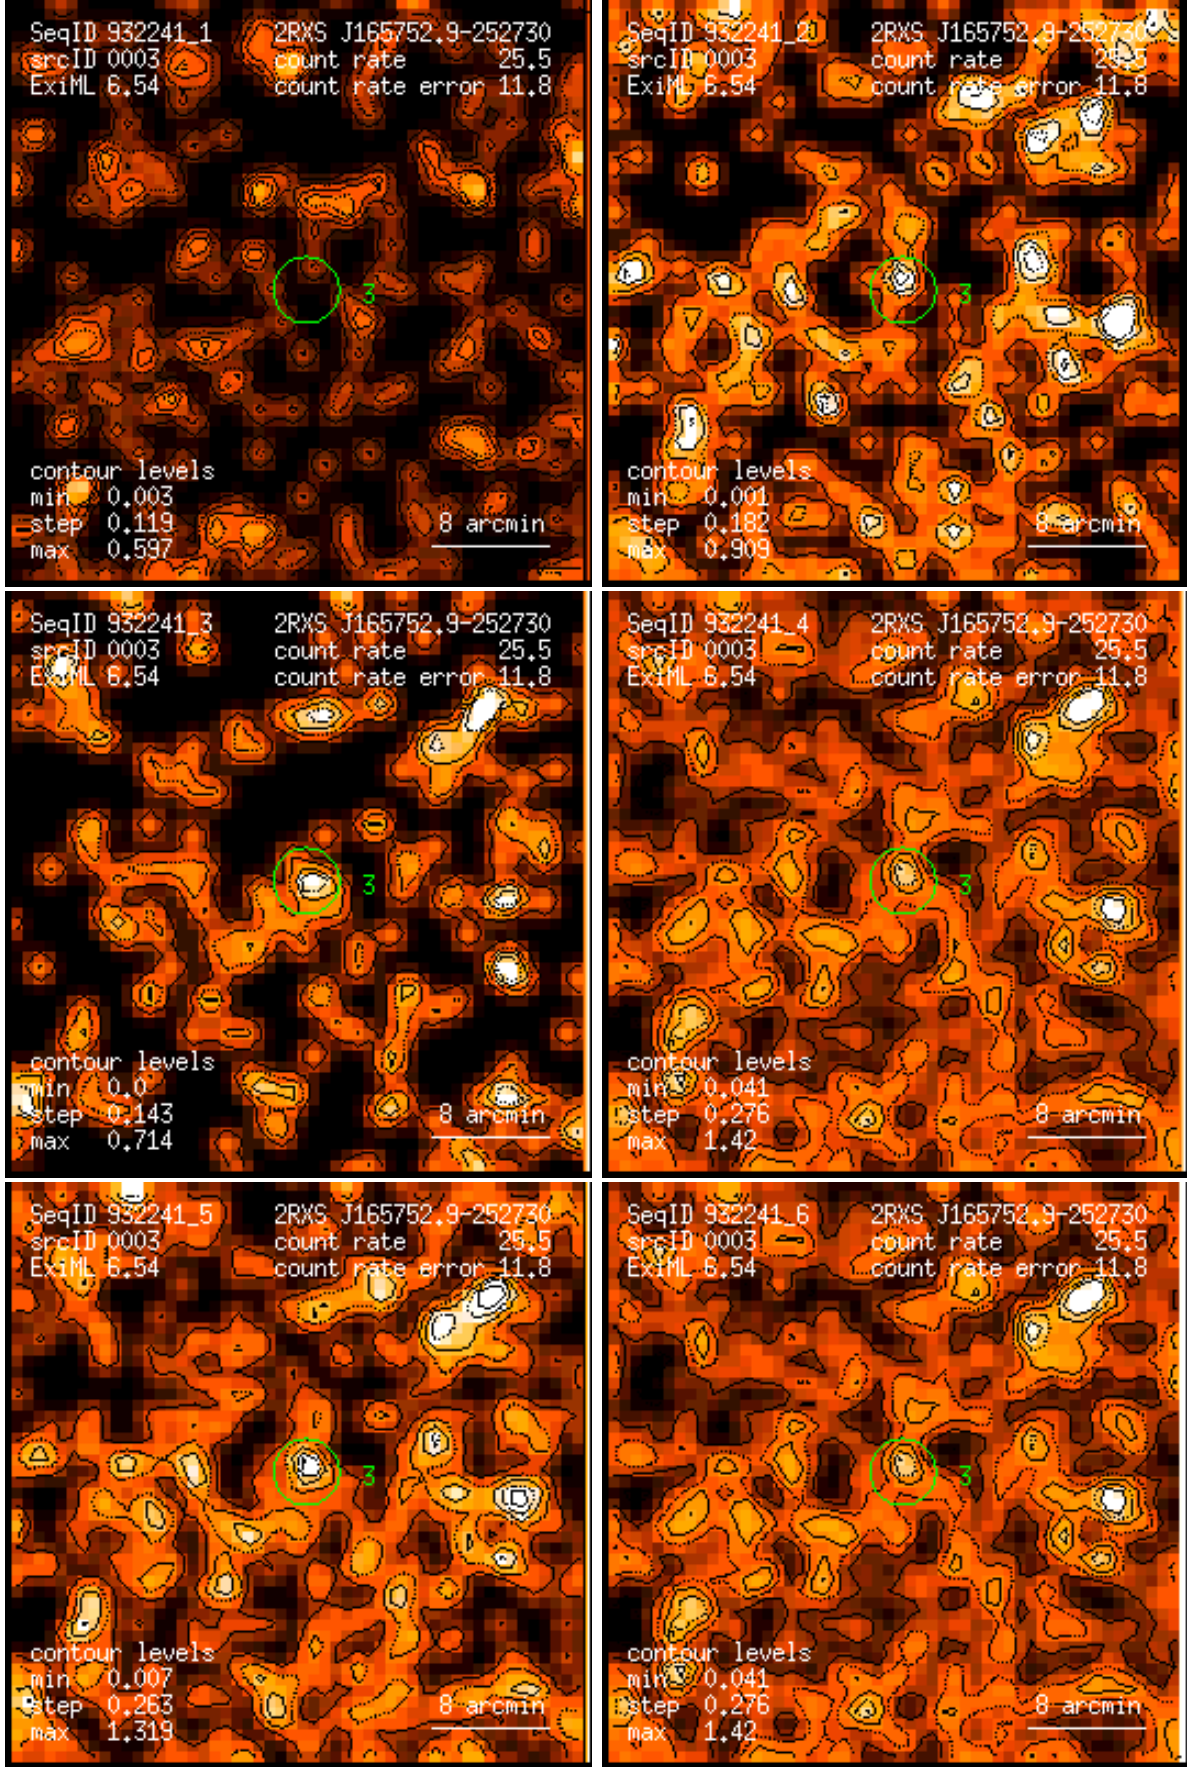 SeqID 932241_1 2RXS J165752.9-252730
srcID 0003 count rate 25.5
ExiML 6.54 count rate error 11.8
3
contour levels
min 0.003
step 0.119
max 0.597
8 arcmin
SeqID 932241_2 2RXS J165752.9-252730
srcID 0003 count rate 25.5
ExiML 6.54 count rate error 11.8
3
contour levels
min 0.001
step 0.182
max 0.909
8 arcmin
SeqID 932241_3 2RXS J165752.9-252730
srcID 0003 count rate 25.5
ExiML 6.54 count rate error 11.8
3
contour levels
min 0.0
step 0.143
max 0.714
8 arcmin
SeqID 932241_4 2RXS J165752.9-252730
srcID 0003 count rate 25.5
ExiML 6.54 count rate error 11.8
3
contour levels
min 0.041
step 0.276
max 1.42
8 arcmin
SeqID 932241_5 2RXS J165752.9-252730
srcID 0003 count rate 25.5
ExiML 6.54 count rate error 11.8
3
contour levels
min 0.007
step 0.263
max 1.319
8 arcmin
SeqID 932241_6 2RXS J165752.9-252730
srcID 0003 count rate 25.5
ExiML 6.54 count rate error 11.8
3
contour levels
min 0.041
step 0.276
max 1.42
8 arcmin